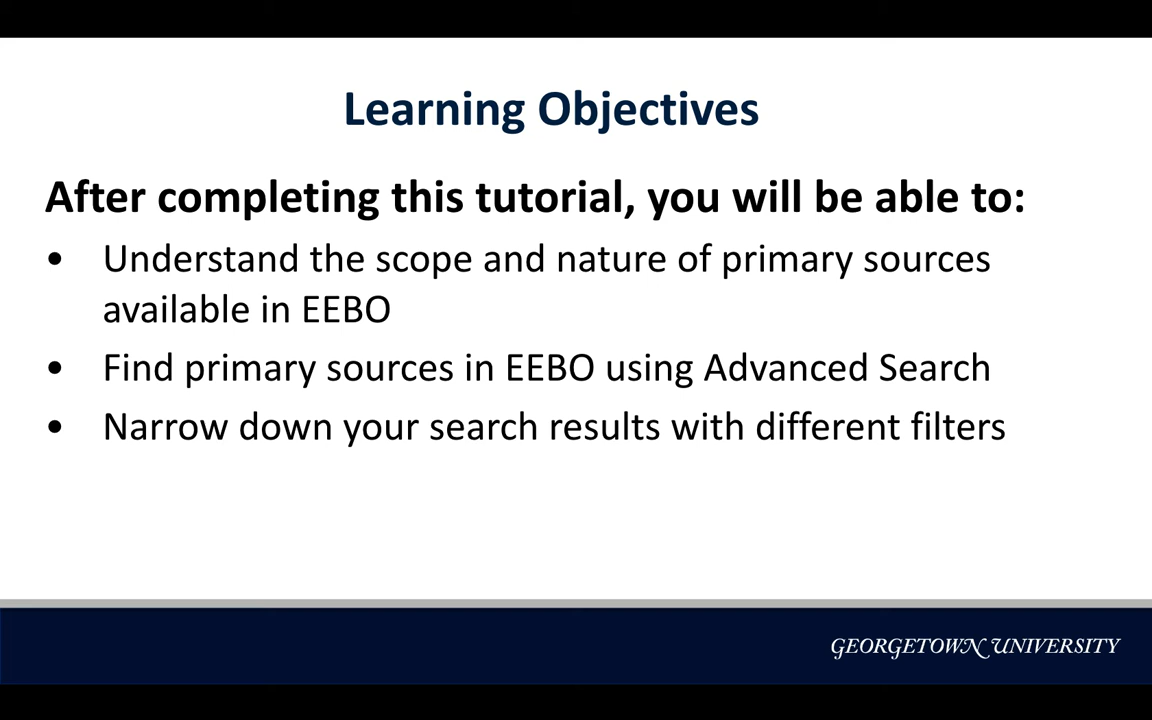 Learning Objectives
After completing this tutorial, you will be able to:
• Understand the scope and nature of primary sources
available in EEBO
• Find primary sources in EEBO using Advanced Search
• Narrow down your search results with different filters
GEORGETOWN UNIVERSITY